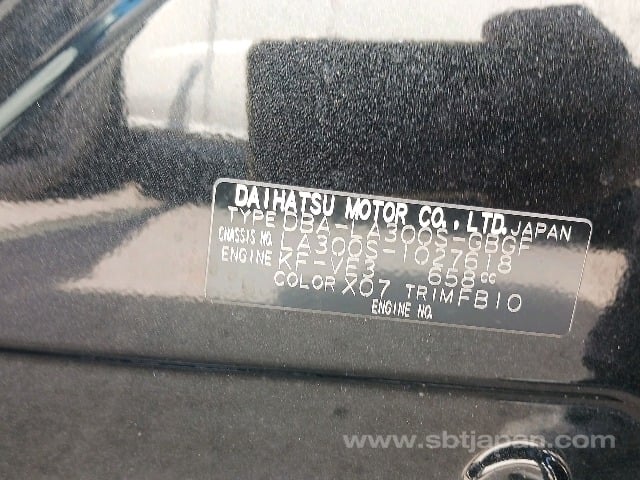 DAIHATSU MOTOR CO., LTD. JAPAN
TYPE DBA-LA300S-GBGF
CHASSIS NO. LA300S-1027618
ENGINE KF-VE3 658cc
COLOR X07 TRIM FB10
ENGINE NO.
www.sbtjapan.com